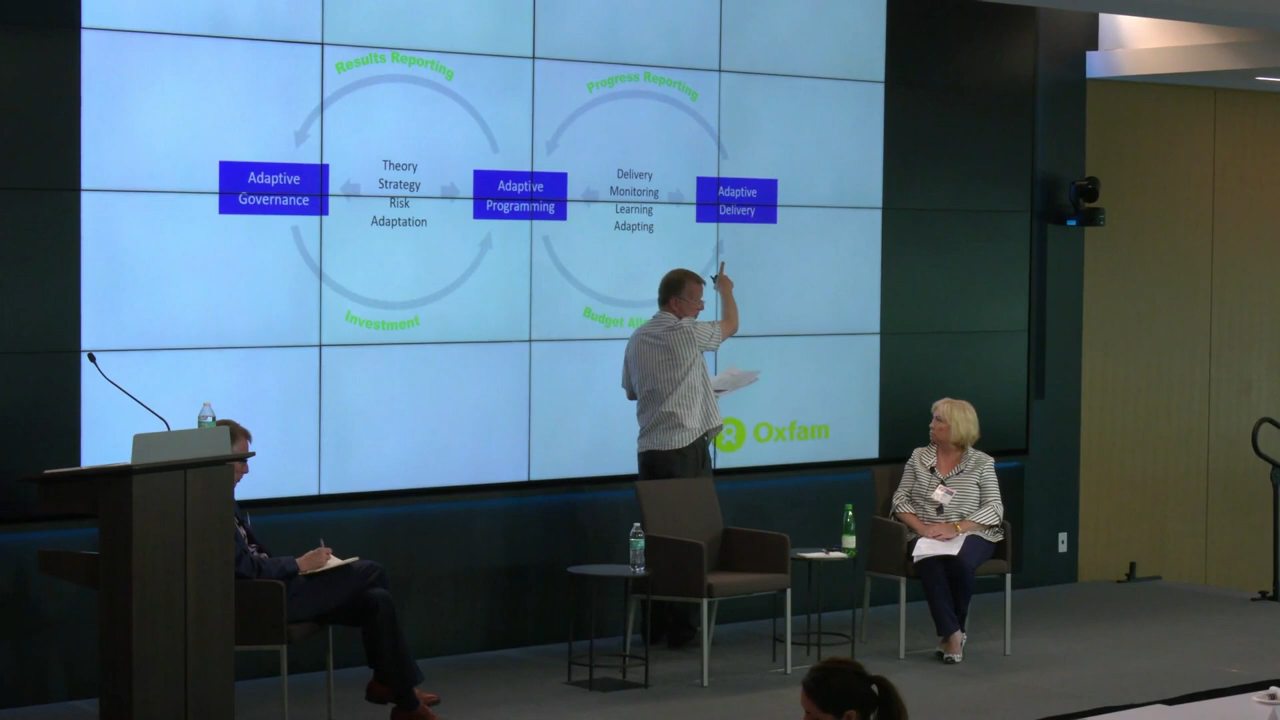 Results Reporting
Progress Reporting
Adaptive
Governance
Theory
Strategy
Risk
Adaptation
Adaptive
Programming
Delivery
Monitoring
Learning
Adapting
Adaptive
Delivery
Investment
Budget
Oxfam